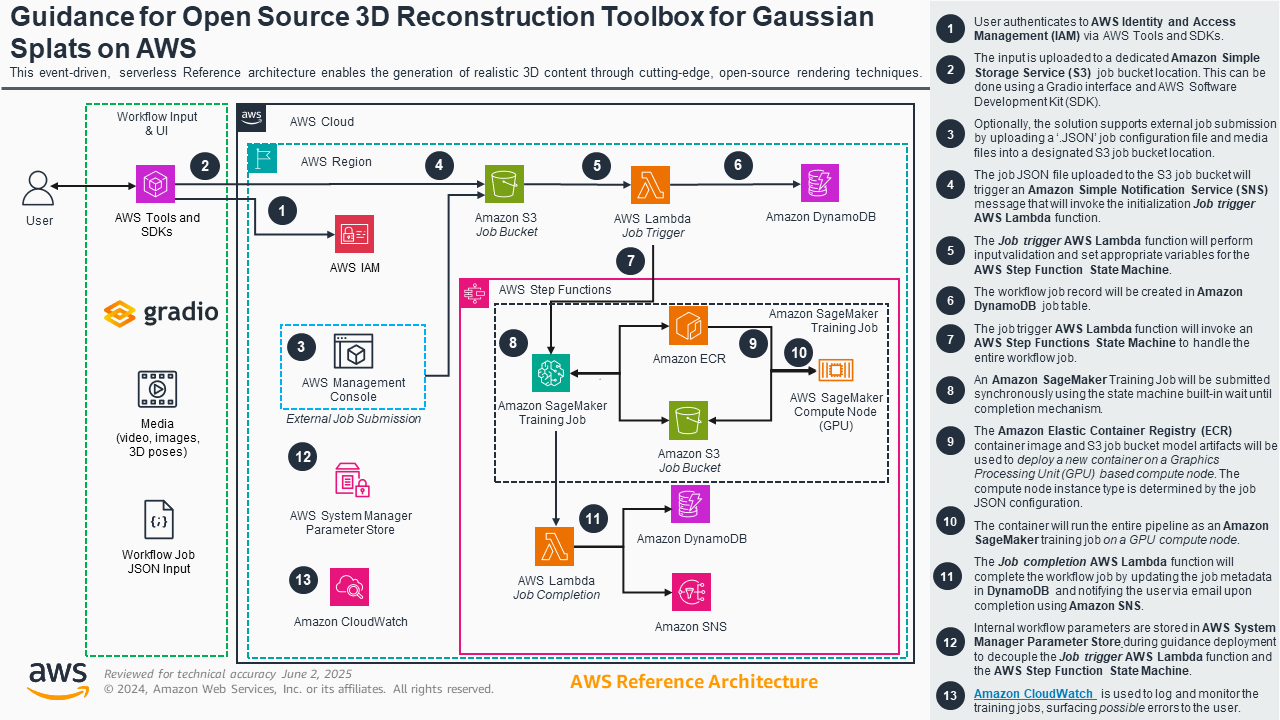 Guidance for Open Source 3D Reconstruction Toolbox for Gaussian
Splats on AWS
This event-driven, serverless Reference architecture enables the generation of realistic 3D content through cutting-edge, open-source rendering techniques.
Workflow Input
& UI
aws
AWS Cloud
AWS Region
2
4
5
6
1
User
AWS Tools and
SDKs
AWS IAM
Amazon S3
Job Bucket
AWS Lambda
Job Trigger
Amazon DynamoDB
7
gradio
3
AWS Management
Console
External Job Submission
Media
(video, images,
3D poses)
Workflow Job
JSON Input
12
AWS System Manager
Parameter Store
13
Amazon CloudWatch
AWS Step Functions
Amazon SageMaker
Training Job
8
Amazon SageMaker
Training Job
Amazon ECR
9
10
AWS SageMaker
Compute Node
(GPU)
Amazon S3
Job Bucket
11
AWS Lambda
Job Completion
Amazon DynamoDB
Amazon SNS
aws
Reviewed for technical accuracy June 2, 2025
© 2024, Amazon Web Services, Inc. or its affiliates. All rights reserved.
AWS Reference Architecture
1
User authenticates to AWS Identity and Access
Management (IAM) via AWS Tools and SDKs.
2
The input is uploaded to a dedicated Amazon Simple
Storage Service (S3) job bucket location. This can be
done using a Gradio interface and AWS Software
Development Kit (SDK).
3
Optionally, the solution supports external job submission
by uploading a '.JSON' job configuration file and media
files into a designated S3 job bucket location.
4
The job JSON file uploaded to the S3 job bucket will
trigger an Amazon Simple Notification Service (SNS)
message that will invoke the initialization Job trigger
AWS Lambda function.
5
The Job trigger AWS Lambda function will perform
input validation and set appropriate variables for the
AWS Step Function State Machine.
6
The workflow job record will be created in Amazon
DynamoDB job table.
7
The job trigger AWS Lambda function will invoke an
AWS Step Functions State Machine to handle the
entire workflow job.
8
An Amazon SageMaker Training Job will be submitted
synchronously using the state machine built-in wait until
completion mechanism.
9
The Amazon Elastic Container Registry (ECR)
container image and S3 job bucket model artifacts will be
used to deploy a new container on a Graphics
Processing Unit (GPU) based compute node. The
compute node instance type is determined by the job
JSON configuration.
10
The container will run the entire pipeline as an Amazon
SageMaker training job on a GPU compute node.
11
The Job completion AWS Lambda function will
complete the workflow job by updating the job metadata
in DynamoDB and notifying the user via email upon
completion using Amazon SNS.
12
Internal workflow parameters are stored in AWS System
Manager Parameter Store during guidance deployment
to decouple the Job trigger AWS Lambda function and
the AWS Step Function State Machine.
13
Amazon CloudWatch is used to log and monitor the
training jobs, surfacing possible errors to the user.